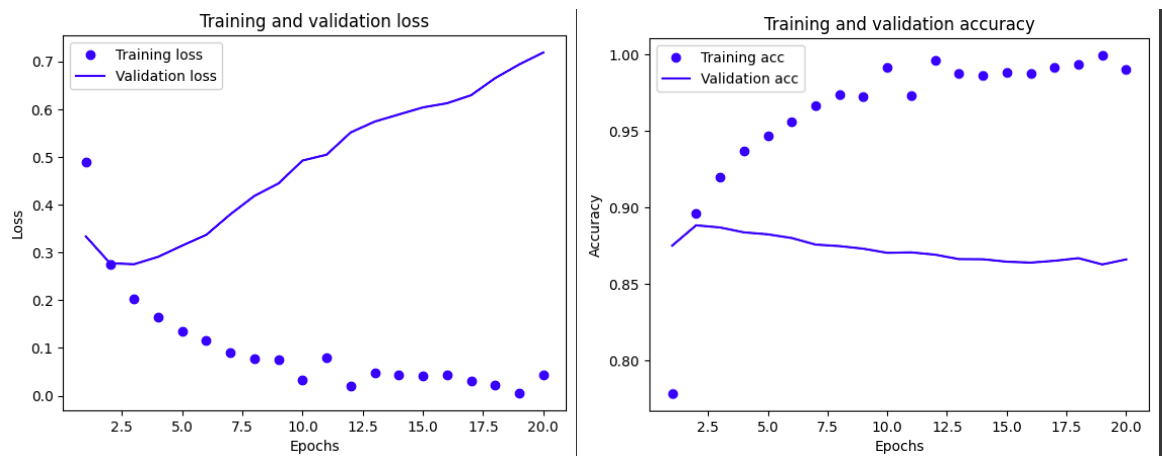 Training and validation loss
Training loss
Validation loss
0.7
0.6
0.5
0.4
0.3
0.2
0.1
0.0
Loss
2.5 5.0 7.5 10.0 12.5 15.0 17.5 20.0
Epochs
Training and validation accuracy
Training acc
Validation acc
1.00
0.95
0.90
0.85
0.80
Accuracy
2.5 5.0 7.5 10.0 12.5 15.0 17.5 20.0
Epochs